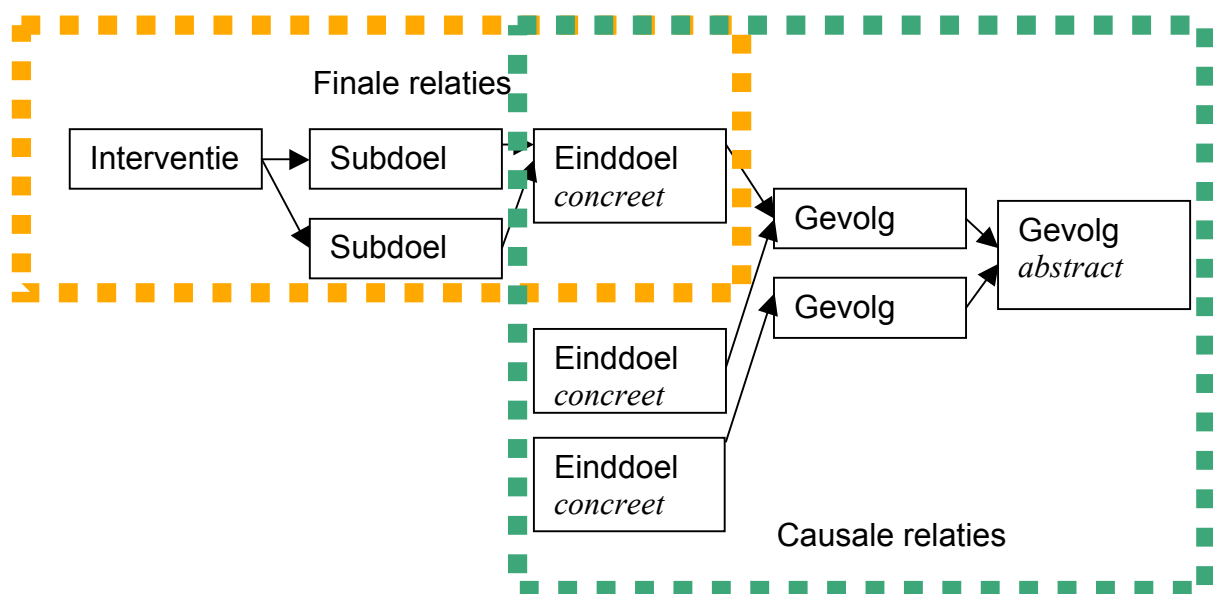 Finale relaties
Interventie
Subdoel
Subdoel
Einddoel
concreet
Gevolg
Gevolg
Gevolg
abstract
Einddoel
concreet
Einddoel
concreet
Causale relaties